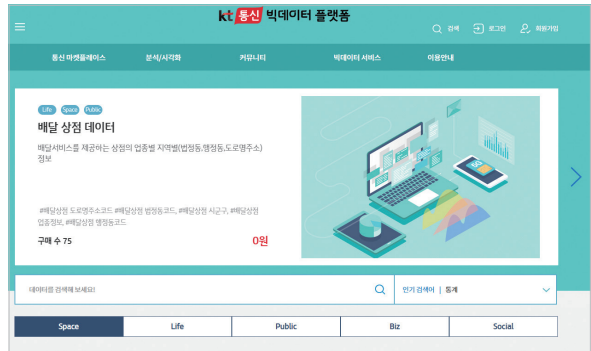 kt 통신 빅데이터 플랫폼
검색 로그인 회원가입
통신 마켓플레이스 분석/시각화 커뮤니티 빅데이터 서비스 이용안내
Life Space Public
배달 상점 데이터
배달서비스를 제공하는 상점의 업종별 지역별(법정동,행정동,도로명주소)
정보
#배달상점 도로명주소코드 #배달상점 법정동코드, #배달상점 시군구, #배달상점
업종정보, #배달상점 행정동코드
구매 수 75 0원
데이터를 검색해 보세요! 인기 검색어 | 통계
Space Life Public Biz Social